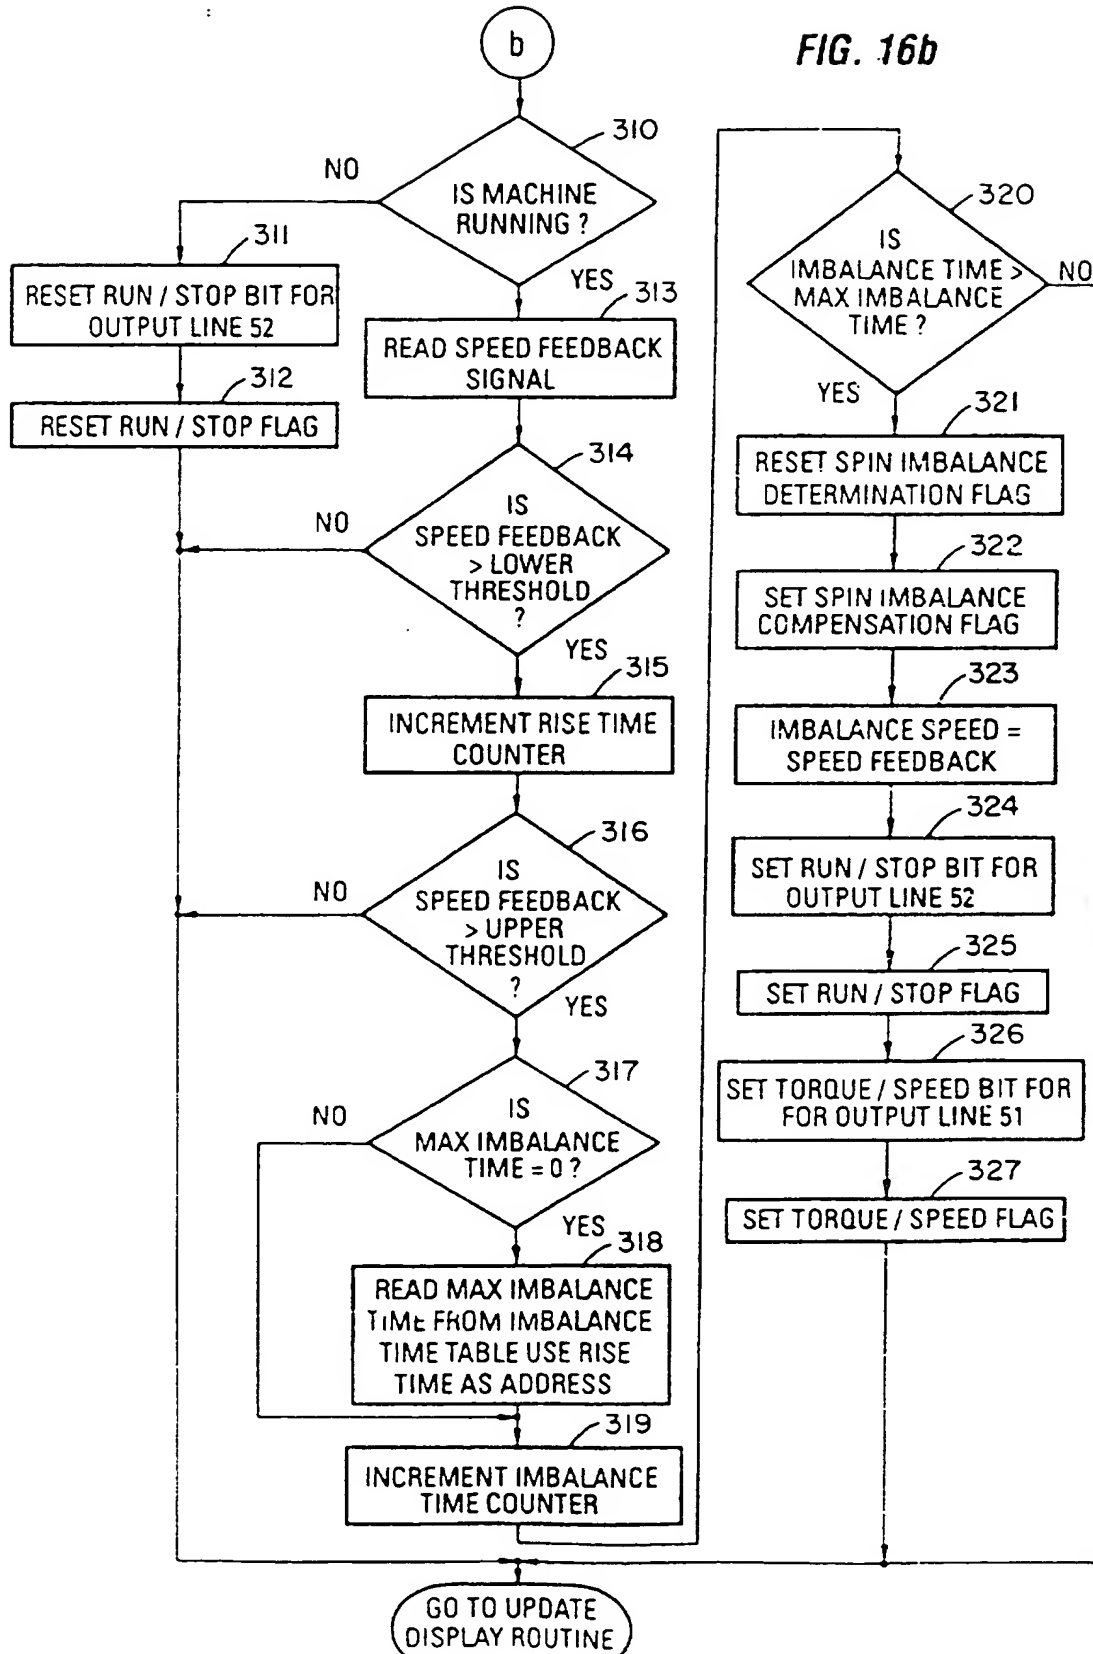 FIG. 16b
b
310
IS MACHINE
RUNNING ?
NO
YES
311
RESET RUN / STOP BIT FOR
OUTPUT LINE 52
312
RESET RUN / STOP FLAG
313
READ SPEED FEEDBACK
SIGNAL
314
IS
SPEED FEEDBACK
> LOWER
THRESHOLD
?
NO
YES
315
INCREMENT RISE TIME
COUNTER
316
IS
SPEED FEEDBACK
> UPPER
THRESHOLD
?
NO
YES
317
IS
MAX IMBALANCE
TIME = 0 ?
NO
YES
318
READ MAX IMBALANCE
TIME FROM IMBALANCE
TIME TABLE USE RISE
TIME AS ADDRESS
319
INCREMENT IMBALANCE
TIME COUNTER
320
IS
IMBALANCE TIME >
MAX IMBALANCE
TIME ?
NO
YES
321
RESET SPIN IMBALANCE
DETERMINATION FLAG
322
SET SPIN IMBALANCE
COMPENSATION FLAG
323
IMBALANCE SPEED =
SPEED FEEDBACK
324
SET RUN / STOP BIT FOR
OUTPUT LINE 52
325
SET RUN / STOP FLAG
326
SET TORQUE / SPEED BIT FOR
FOR OUTPUT LINE 51
327
SET TORQUE / SPEED FLAG
GO TO UPDATE
DISPLAY ROUTINE